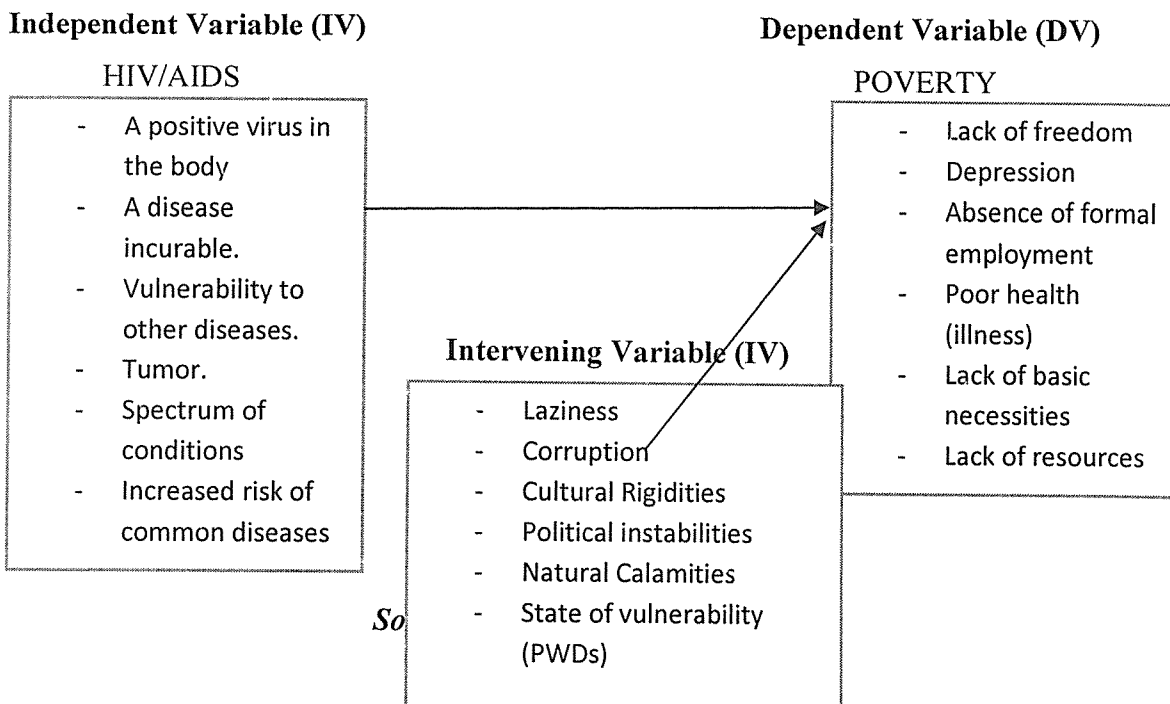 Independent Variable (IV)
HIV/AIDS
- A positive virus in
the body
- A disease
incurable.
- Vulnerability to
other diseases.
- Tumor.
- Spectrum of
conditions
- Increased risk of
common diseases
Dependent Variable (DV)
POVERTY
- Lack of freedom
- Depression
- Absence of formal
employment
- Poor health
(illness)
- Lack of basic
necessities
- Lack of resources
Intervening Variable (IV)
- Laziness
- Corruption
- Cultural Rigidities
- Political instabilities
- Natural Calamities
- State of vulnerability
(PWDs)
So